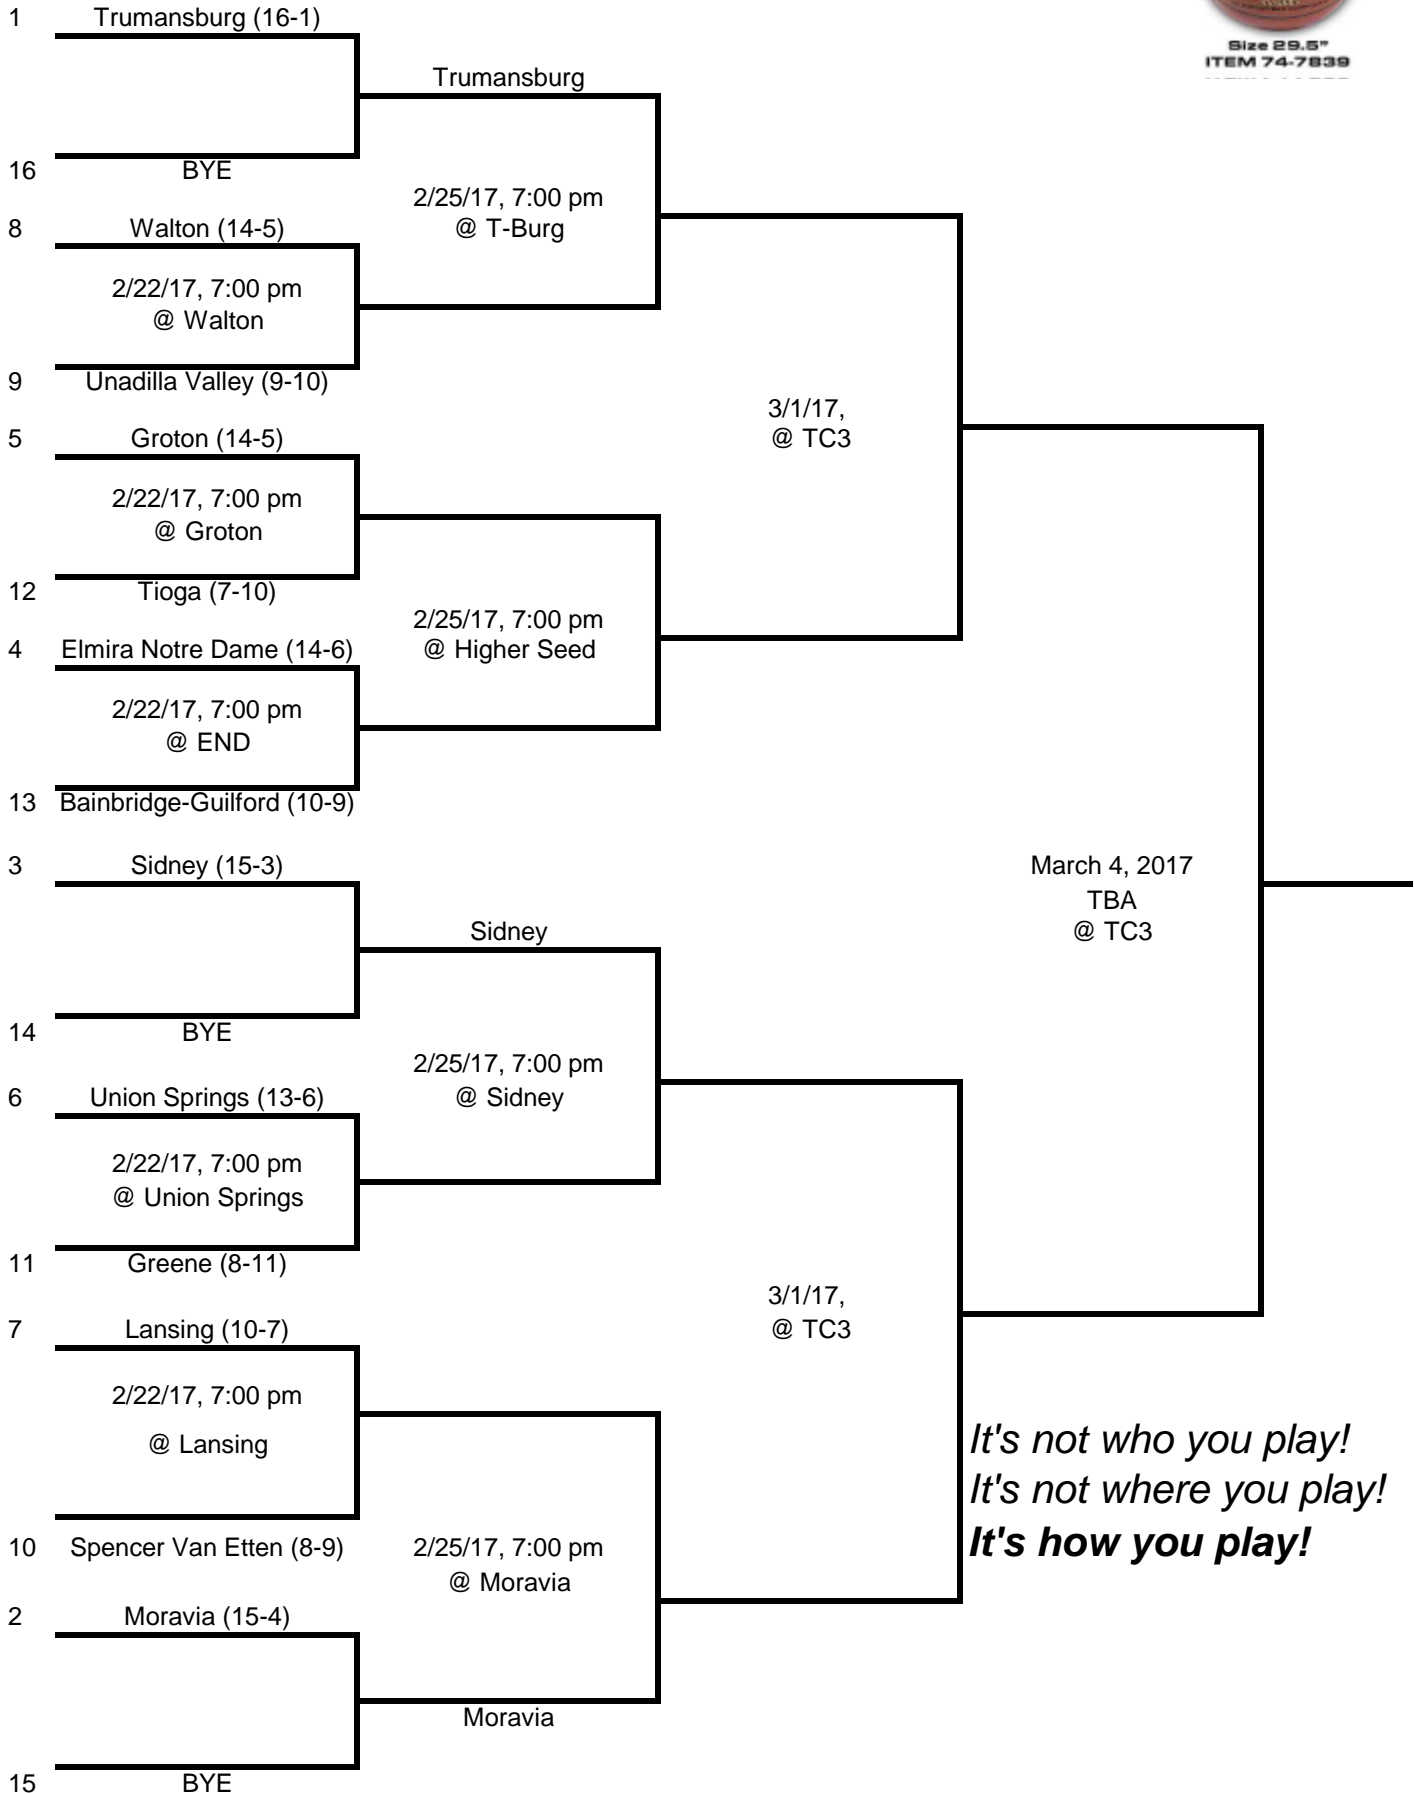 1 Trumansburg (16-1)
Size 29.5"
ITEM 74-7839
Trumansburg
16 BYE
2/25/17, 7:00 pm
@ T-Burg
8 Walton (14-5)
2/22/17, 7:00 pm
@ Walton
9 Unadilla Valley (9-10)
3/1/17,
@ TC3
5 Groton (14-5)
2/22/17, 7:00 pm
@ Groton
12 Tioga (7-10)
2/25/17, 7:00 pm
@ Higher Seed
4 Elmira Notre Dame (14-6)
2/22/17, 7:00 pm
@ END
13 Bainbridge-Guilford (10-9)
3 Sidney (15-3)
March 4, 2017
TBA
@ TC3
Sidney
14 BYE
2/25/17, 7:00 pm
@ Sidney
6 Union Springs (13-6)
2/22/17, 7:00 pm
@ Union Springs
11 Greene (8-11)
3/1/17,
@ TC3
7 Lansing (10-7)
2/22/17, 7:00 pm
@ Lansing
It's not who you play!
It's not where you play!
It's how you play!
10 Spencer Van Etten (8-9)
2/25/17, 7:00 pm
@ Moravia
2 Moravia (15-4)
Moravia
15 BYE